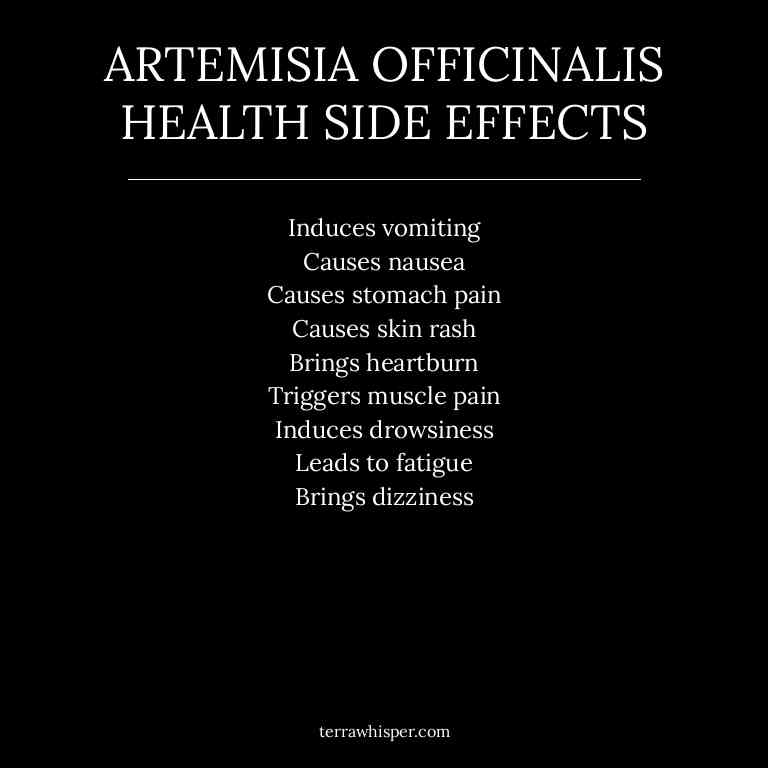 ARTEMISIA OFFICINALIS
HEALTH SIDE EFFECTS
Induces vomiting
Causes nausea
Causes stomach pain
Causes skin rash
Brings heartburn
Triggers muscle pain
Induces drowsiness
Leads to fatigue
Brings dizziness
terrawhisper.com